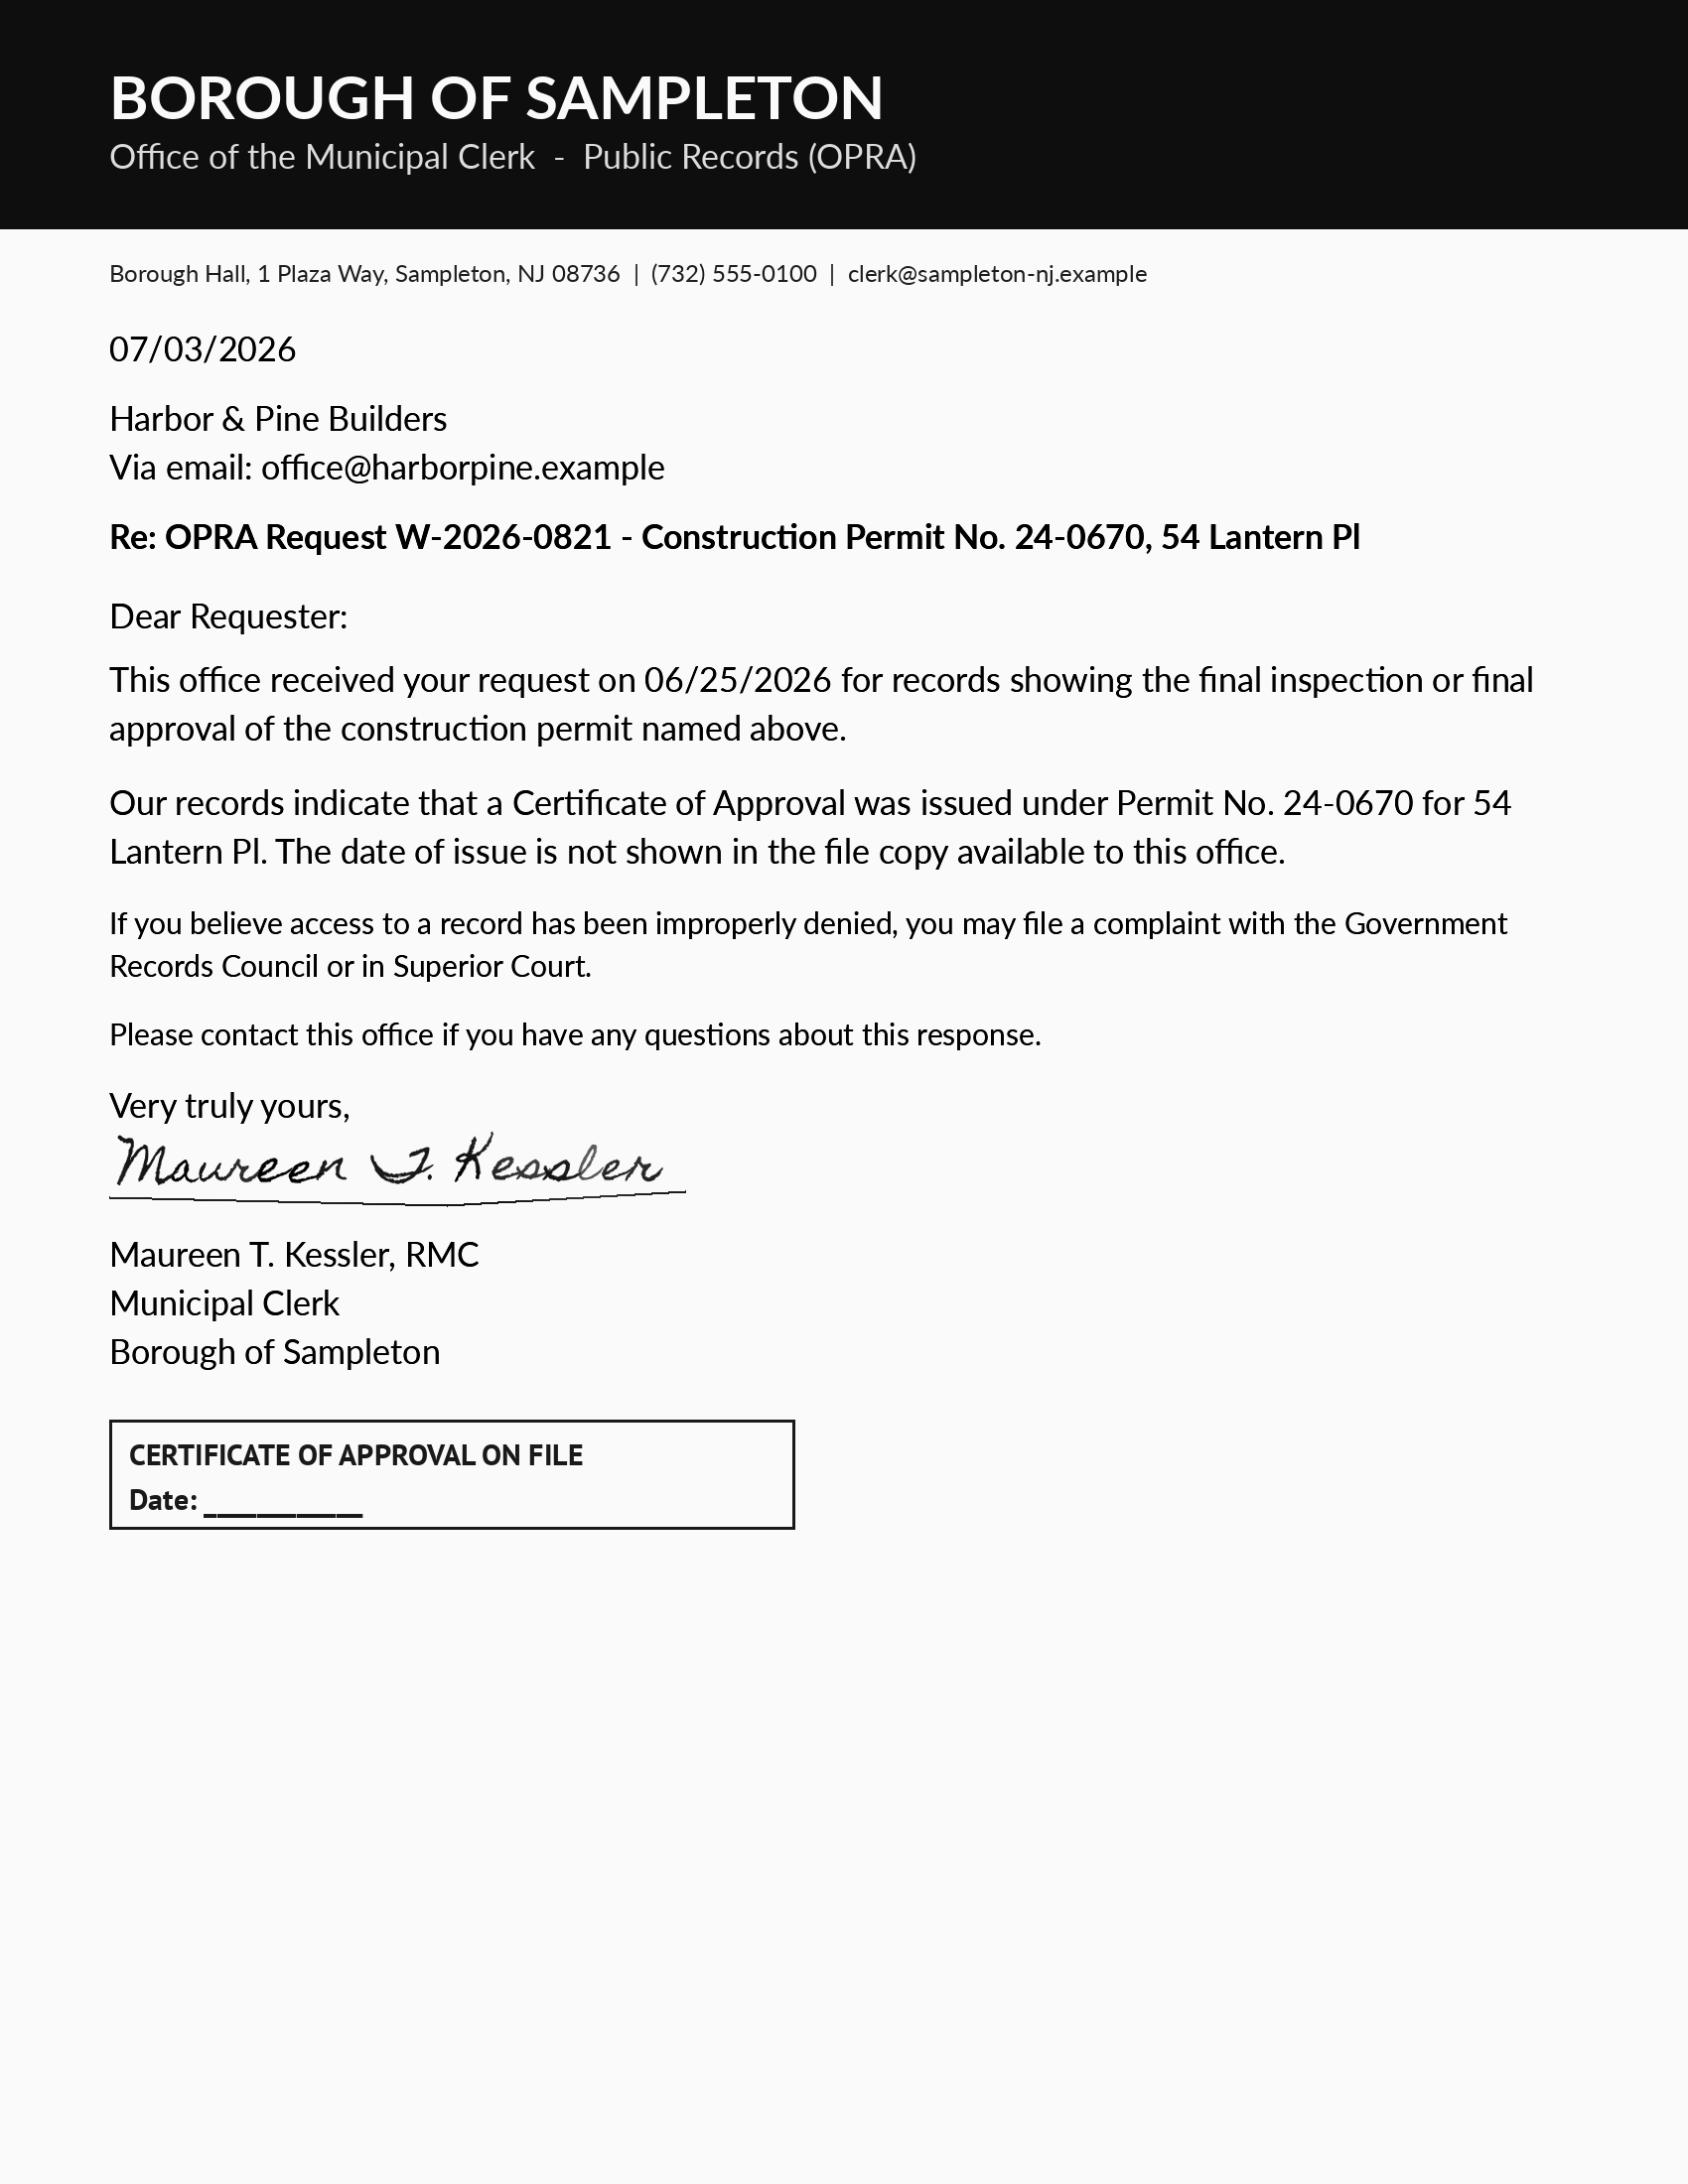 BOROUGH OF SAMPLETON
Office of the Municipal Clerk - Public Records (OPRA)
Borough Hall, 1 Plaza Way, Sampleton, NJ 08736 | (732) 555-0100 | clerk@sampleton-nj.example
07/03/2026
Harbor & Pine Builders
Via email: office@harborpine.example
Re: OPRA Request W-2026-0821 - Construction Permit No. 24-0670, 54 Lantern Pl
Dear Requester:
This office received your request on 06/25/2026 for records showing the final inspection or final
approval of the construction permit named above.
Our records indicate that a Certificate of Approval was issued under Permit No. 24-0670 for 54
Lantern Pl. The date of issue is not shown in the file copy available to this office.
If you believe access to a record has been improperly denied, you may file a complaint with the Government
Records Council or in Superior Court.
Please contact this office if you have any questions about this response.
Very truly yours,
Maureen T. Kessler
Maureen T. Kessler, RMC
Municipal Clerk
Borough of Sampleton
CERTIFICATE OF APPROVAL ON FILE
Date: ____________